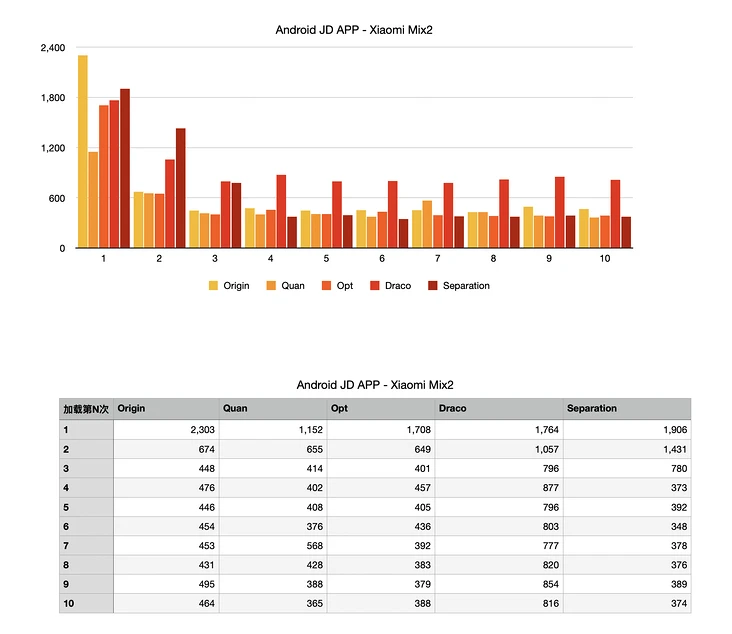 Android JD APP - Xiaomi Mix2
2,400
1,800
1,200
600
0
1 2 3 4 5 6 7 8 9 10
Origin Quan Opt Draco Separation
Android JD APP - Xiaomi Mix2
加载第N次 Origin Quan Opt Draco Separation
1 2,303 1,152 1,708 1,764 1,906
2 674 655 649 1,057 1,431
3 448 414 401 796 780
4 476 402 457 877 373
5 446 408 405 796 392
6 454 376 436 803 348
7 453 568 392 777 378
8 431 428 383 820 376
9 495 388 379 854 389
10 464 365 388 816 374